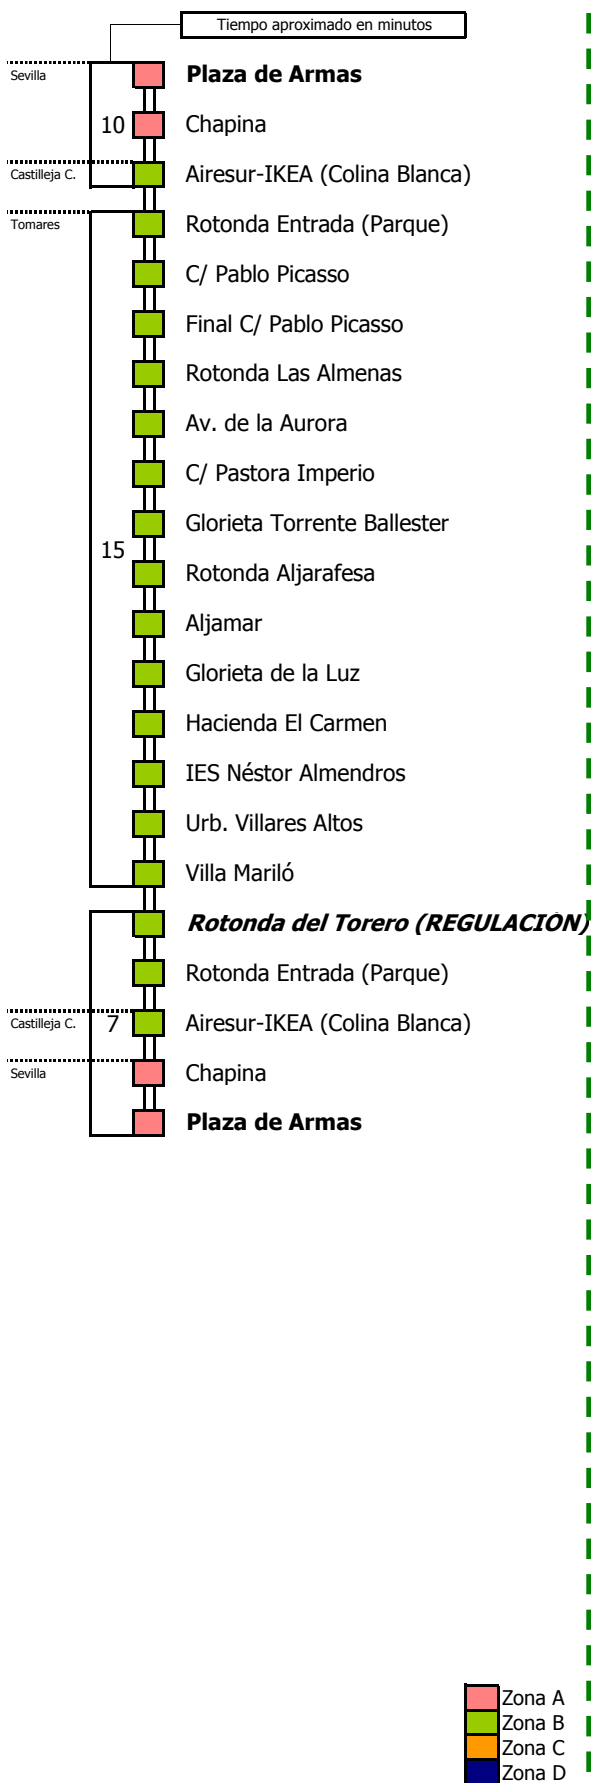 Tiempo aproximado en minutos
Sevilla
Plaza de Armas
10
Chapina
Castilleja C.
Airesur-IKEA (Colina Blanca)
Tomares
Rotonda Entrada (Parque)
C/ Pablo Picasso
Final C/ Pablo Picasso
Rotonda Las Almenas
Av. de la Aurora
C/ Pastora Imperio
Glorieta Torrente Ballester
15
Rotonda Aljarafesa
Aljamar
Glorieta de la Luz
Hacienda El Carmen
IES Néstor Almendros
Urb. Villares Altos
Villa Mariló
Rotonda del Torero (REGULACIÓN)
Rotonda Entrada (Parque)
Castilleja C.
7
Airesur-IKEA (Colina Blanca)
Sevilla
Chapina
Plaza de Armas
Zona A
Zona B
Zona C
Zona D